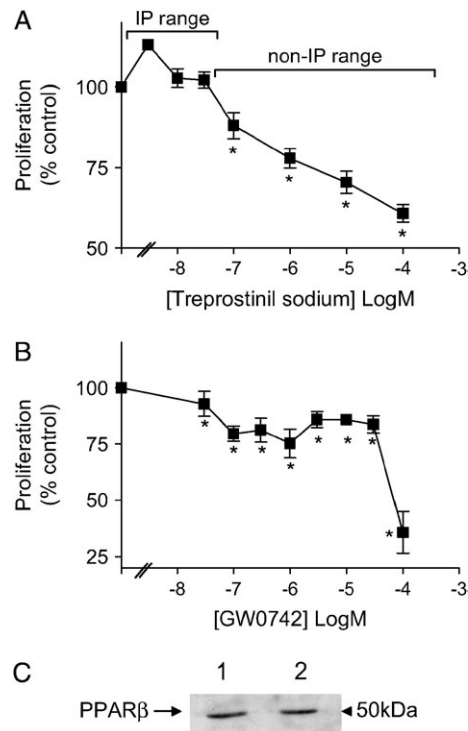 A
IP range
non-IP range
Proliferation
(% control)
100
75
50
*
*
*
*
-8
-7
-6
-5
-4
-3
[Treprostinil sodium] LogM
B
Proliferation
(% control)
100
75
50
25
*
*
*
*
*
*
*
*
-8
-7
-6
-5
-4
-3
[GW0742] LogM
C
1
2
PPARβ
50kDa